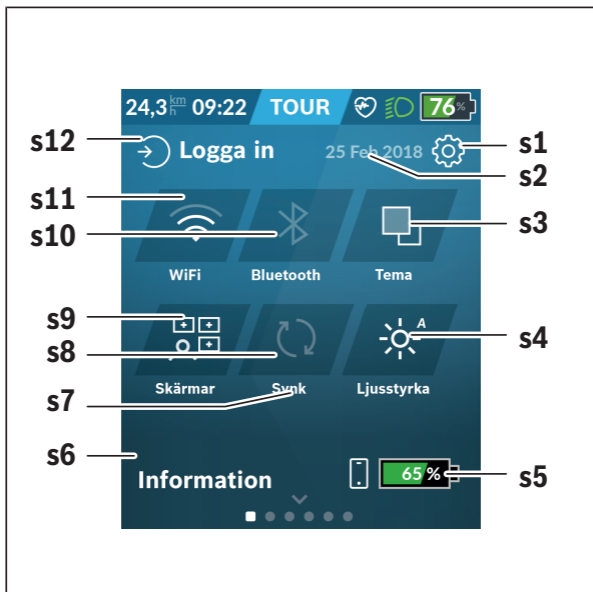 24,3 km/h 09:22 TOUR 76%
s12 Logga in 25 Feb 2018 s1
s2
s11
s10
s3
WiFi Bluetooth Tema
s9
s8
A
s4
Skärmar Synk Ljusstyrka
s7
s6
Information 65% s5